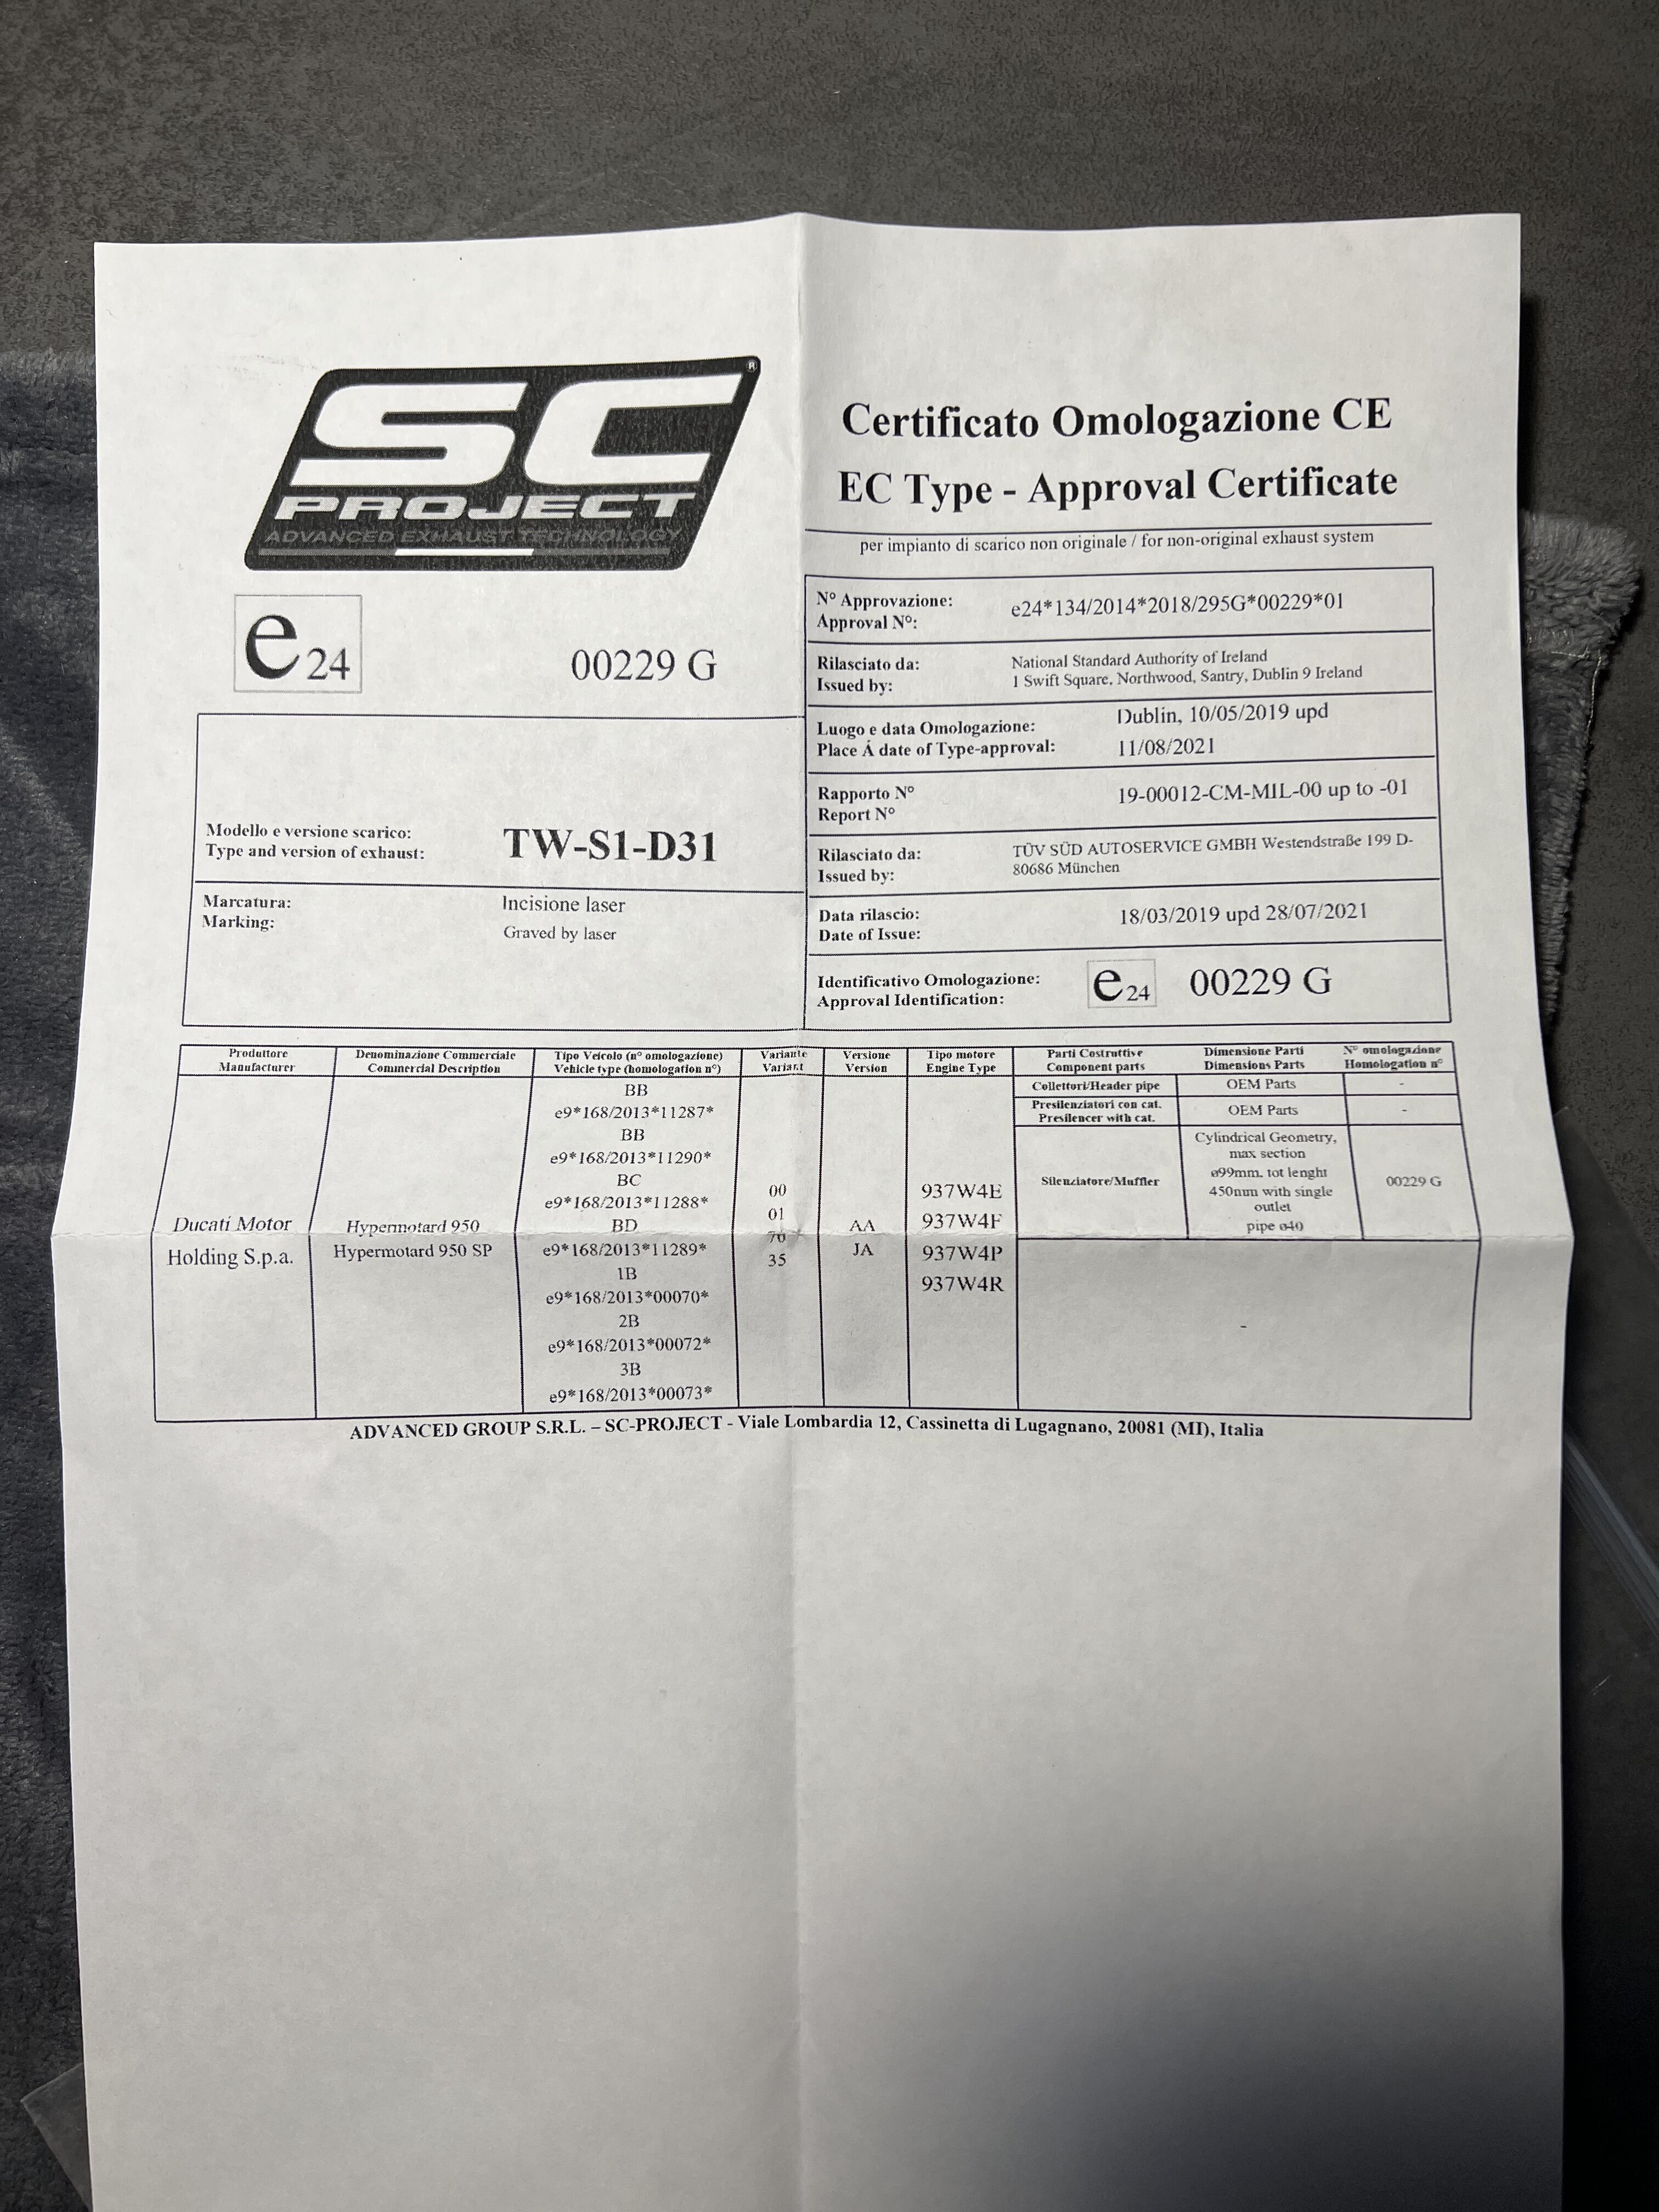 SC
PROJECT
®
ADVANCED EXHAUST TECHNOLOGY
Certificato Omologazione CE
EC Type - Approval Certificate
per impianto di scarico non originale / for non-original exhaust system
e24
00229 G
Modello e versione scarico:
Type and version of exhaust:
TW-S1-D31
Marcatura:
Marking:
Incisione laser
Graved by laser
N° Approvazione:
Approval N°:
e24*134/2014*2018/295G*00229*01
Rilasciato da:
Issued by:
National Standard Authority of Ireland
1 Swift Square, Northwood, Santry, Dublin 9 Ireland
Luogo e data Omologazione:
Place Á date of Type-approval:
Dublin, 10/05/2019 upd
11/08/2021
Rapporto N°
Report N°
19-00012-CM-MIL-00 up to -01
Rilasciato da:
Issued by:
TÜV SÜD AUTOSERVICE GMBH Westendstraße 199 D-
80686 München
Data rilascio:
Date of Issue:
18/03/2019 upd 28/07/2021
Identificativo Omologazione:
Approval Identification:
e24 00229 G
Produttore
Manufacturer
Denominazione Commerciale
Commercial Description
Tipo Veicolo (n° omologazione)
Vehicle type (homologation n°)
Variante
Variant
Versione
Version
Tipo motore
Engine Type
Parti Costruttive
Component parts
Dimensione Parti
Dimensions Parts
N° omologazione
Homologation n°
Ducati Motor
Holding S.p.a.
Hypermotard 950
Hypermotard 950 SP
BB
e9*168/2013*11287*
BB
e9*168/2013*11290*
BC
e9*168/2013*11288*
BD
e9*168/2013*11289*
1B
e9*168/2013*00070*
2B
e9*168/2013*00072*
3B
e9*168/2013*00073*
00
01
70
35
AA
JA
937W4E
937W4F
937W4P
937W4R
Collettori/Header pipe
OEM Parts
-
Presilenziatori con cat.
Presilencer with cat.
OEM Parts
-
Silenziatore/Muffler
Cylindrical Geometry,
max section
ø99mm. tot lenght
450mm with single
outlet
pipe ø40
00229 G
-
ADVANCED GROUP S.R.L. – SC-PROJECT - Viale Lombardia 12, Cassinetta di Lugagnano, 20081 (MI), Italia